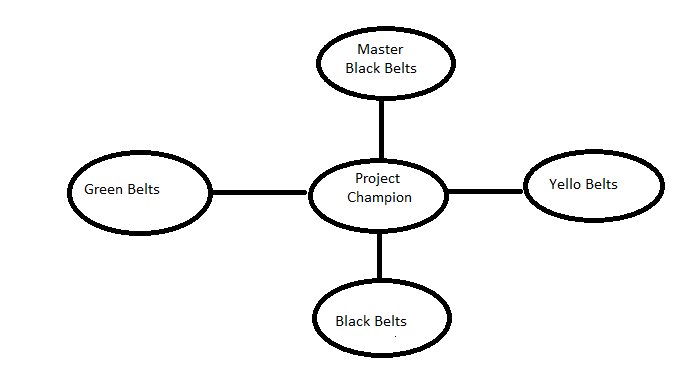 Master
Black Belts
Green Belts
Project
Champion
Yello Belts
Black Belts